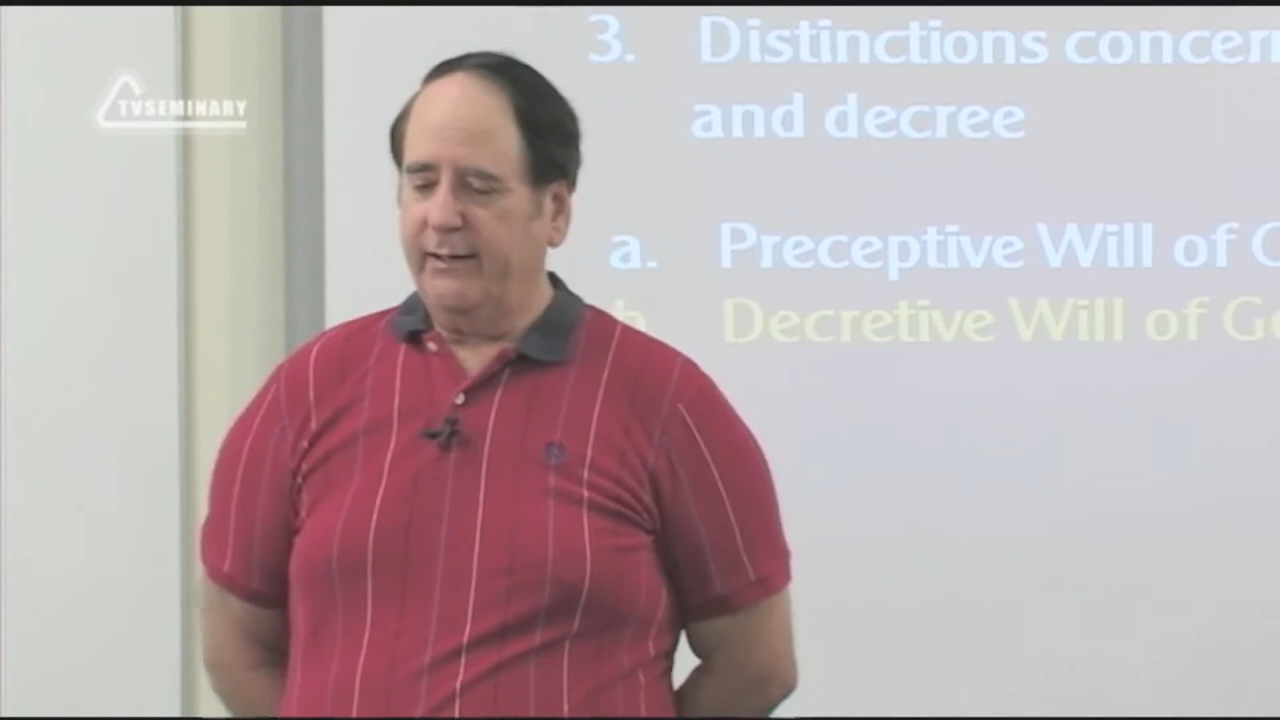 TVSEMINARY
3. Distinctions concern
and decree
a. Preceptive Will of G
b. Decretive Will of Go